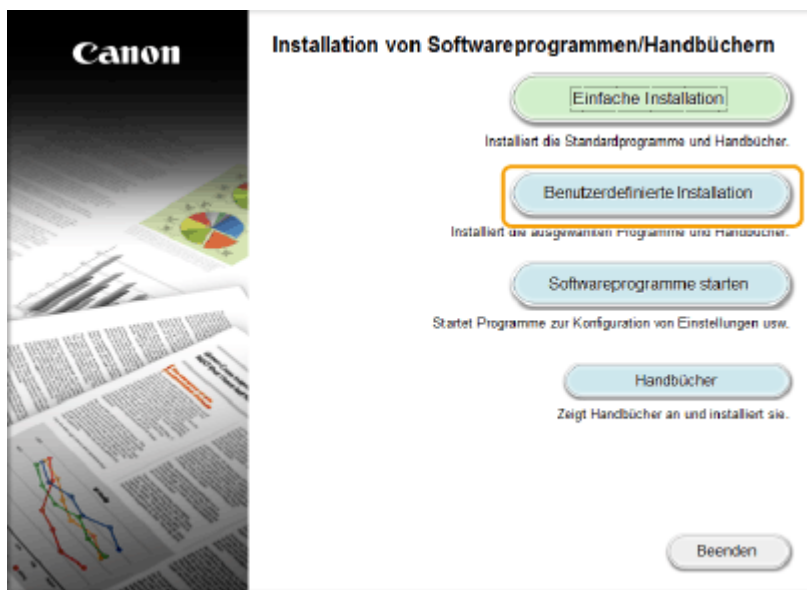 Canon
Installation von Softwareprogrammen/Handbüchern
Einfache Installation
Installiert die Standardprogramme und Handbücher.
Benutzerdefinierte Installation
Installiert die ausgewählten Programme und Handbücher.
Softwareprogramme starten
Startet Programme zur Konfiguration von Einstellungen usw.
Handbücher
Zeigt Handbücher an und installiert sie.
Beenden